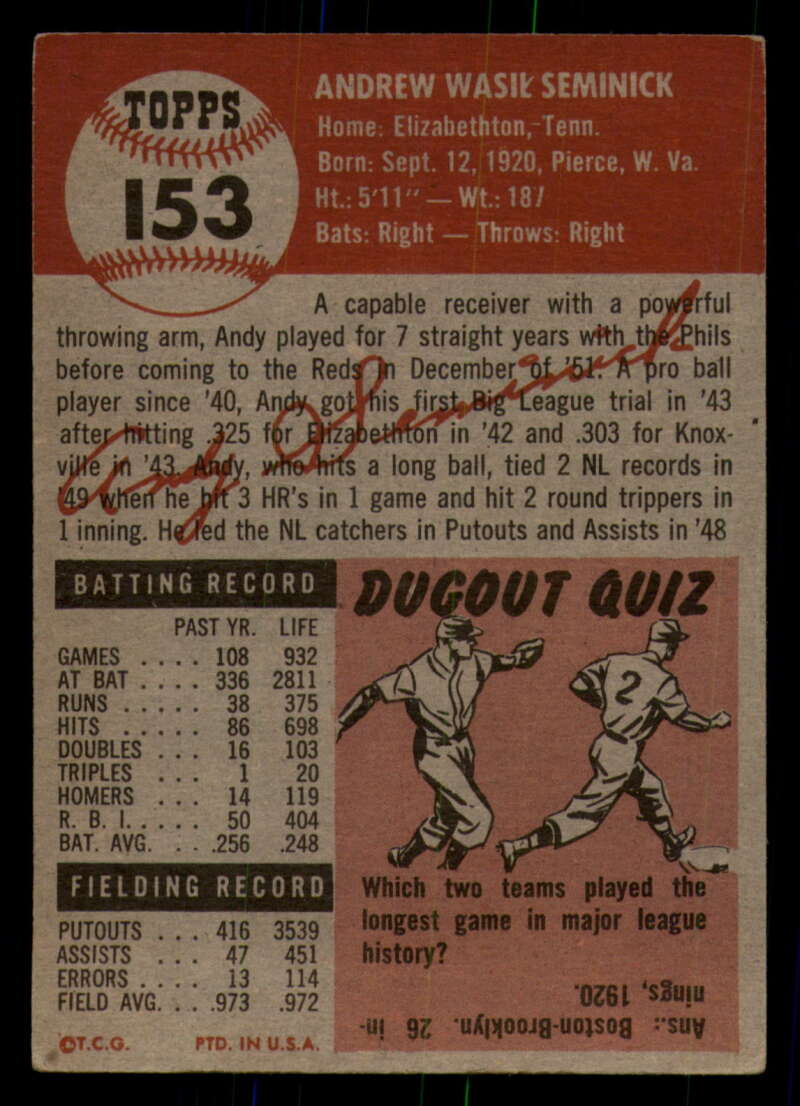 TOPPS
153
ANDREW WASIL SEMINICK
Home: Elizabethton, Tenn.
Born: Sept. 12, 1920, Pierce, W. Va.
Ht.: 5'11" — Wt.: 187
Bats: Right — Throws: Right
A capable receiver with a powerful
throwing arm, Andy played for 7 straight years with the Phils
before coming to the Reds in December of '51. A pro ball
player since '40, Andy got his first Big League trial in '43
after hitting .325 for Elizabethton in '42 and .303 for Knox-
ville in '43. Andy, who hits a long ball, tied 2 NL records in
'49 when he hit 3 HR's in 1 game and hit 2 round trippers in
1 inning. He led the NL catchers in Putouts and Assists in '48
BATTING RECORD
PAST YR. LIFE
GAMES . . . . 108 932
AT BAT . . . . 336 2811
RUNS . . . . . 38 375
HITS . . . . . 86 698
DOUBLES . . . 16 103
TRIPLES . . . 1 20
HOMERS . . . 14 119
R. B. I. . . . . 50 404
BAT. AVG. . . .256 .248
FIELDING RECORD
PUTOUTS . . . 416 3539
ASSISTS . . . 47 451
ERRORS . . . . 13 114
FIELD AVG. . . .973 .972
©T.C.G. PTD. IN U.S.A.
DUGOUT QUIZ
2
Which two teams played the
longest game in major league
history?
Ans.: Boston-Brooklyn. 26 in-
nings, 1920.